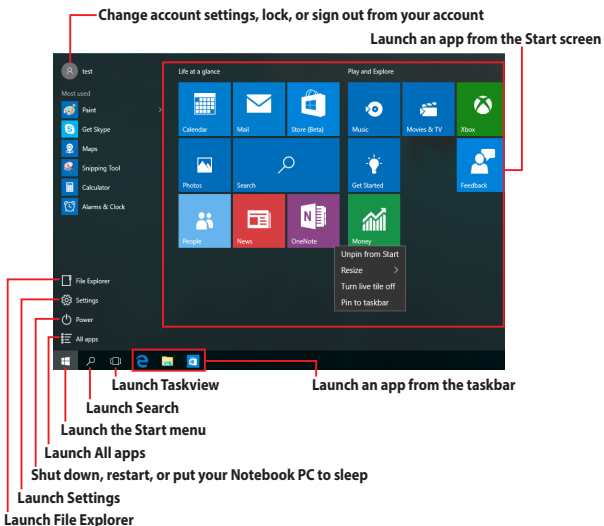 Change account settings, lock, or sign out from your account
Launch an app from the Start screen
test
Most used
Paint
Get Skype
Maps
Snipping Tool
Calculator
Alarms & Clock
File Explorer
Settings
Power
All apps
Life at a glance
Play and Explore
Calendar
Mail
Store (Beta)
Music
Movies & TV
Xbox
Photos
Search
Get Started
Feedback
People
News
OneNote
Money
Unpin from Start
Resize
Turn live tile off
Pin to taskbar
Launch Taskview
Launch an app from the taskbar
Launch Search
Launch the Start menu
Launch All apps
Shut down, restart, or put your Notebook PC to sleep
Launch Settings
Launch File Explorer